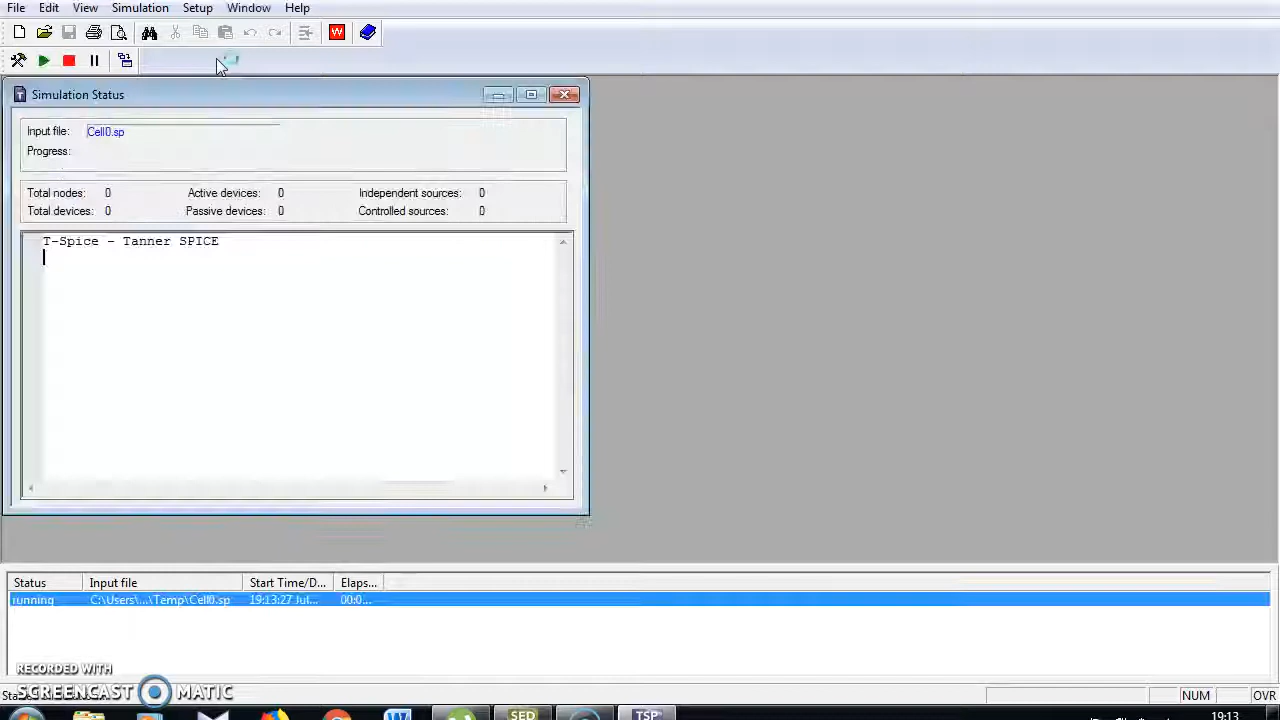 File Edit View Simulation Setup Window Help
W
T Simulation Status
Input file: Cell0.sp
Progress:
Total nodes: 0 Active devices: 0 Independent sources: 0
Total devices: 0 Passive devices: 0 Controlled sources: 0
T-Spice - Tanner SPICE
Status Input file Start Time/D... Elaps...
running C:\Users\...\Temp\Cell0.sp 19:13:27 Jul... 00:0...
RECORDED WITH
SCREENCAST MATIC
NUM OVR
W SED TSP 19:13